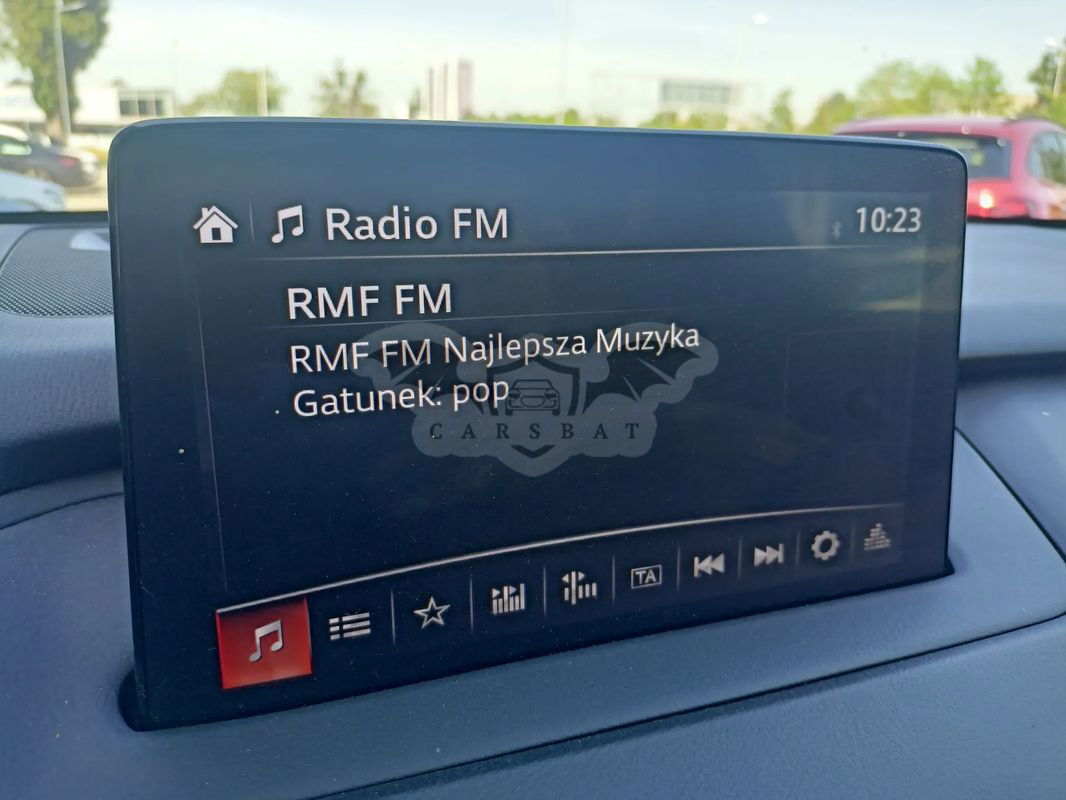 Radio FM
10:23
RMF FM
RMF FM Najlepsza Muzyka
Gatunek: pop
CARSBAT
TA